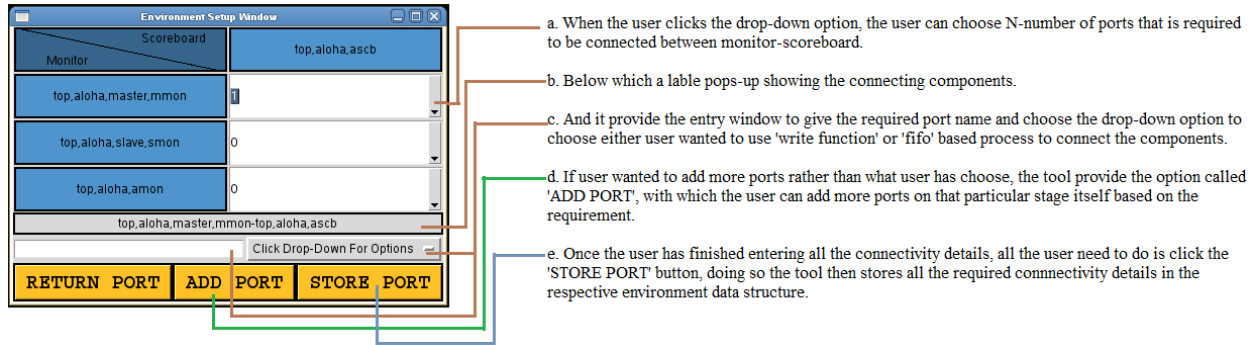 Environment Setup Window
Scoreboard
Monitor
top,aloha,ascb
top,aloha,master,mmon
1
top,aloha,slave,smon
0
top,aloha,amon
0
top,aloha,master,mmon-top,aloha,ascb
Click Drop-Down For Options
RETURN PORT
ADD PORT
STORE PORT
a. When the user clicks the drop-down option, the user can choose N-number of ports that is required
to be connected between monitor-scoreboard.
b. Below which a lable pops-up showing the connecting components.
c. And it provide the entry window to give the required port name and choose the drop-down option to
choose either user wanted to use 'write function' or 'fifo' based process to connect the components.
d. If user wanted to add more ports rather than what user has choose, the tool provide the option called
'ADD PORT', with which the user can add more ports on that particular stage itself based on the
requirement.
e. Once the user has finished entering all the connectivity details, all the user need to do is click the
'STORE PORT' button, doing so the tool then stores all the required connnectivity details in the
respective environment data structure.